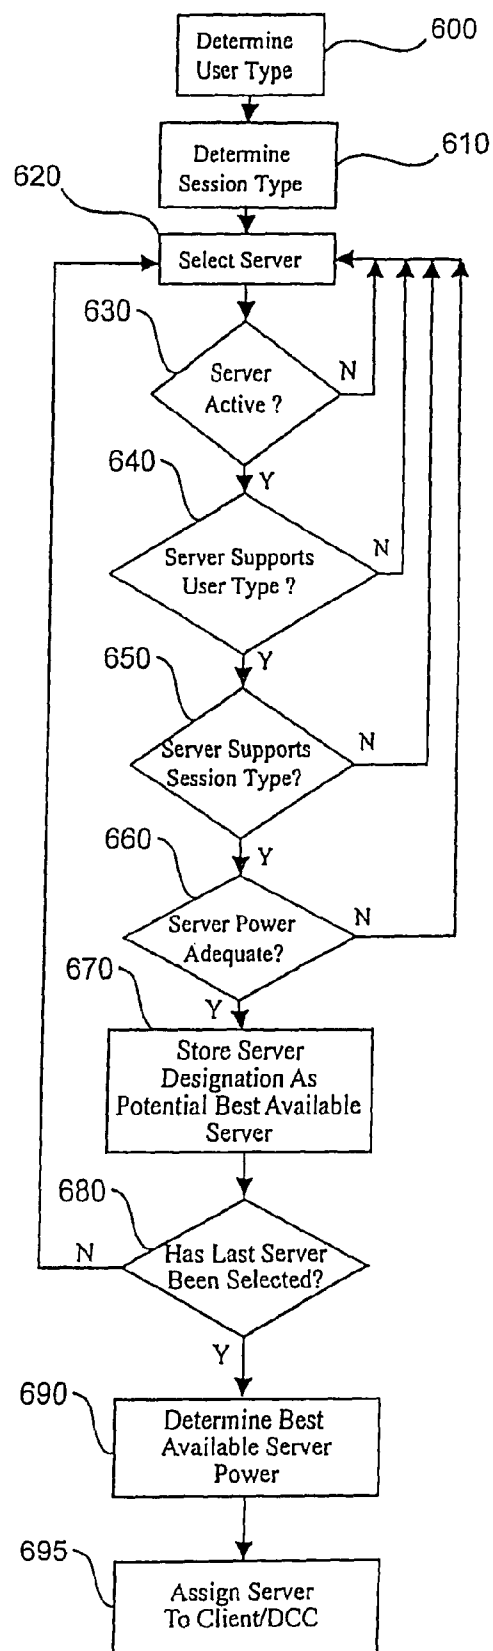 Determine
User Type
600
Determine
Session Type
610
620
Select Server
630
Server
Active ?
N
Y
640
Server Supports
User Type ?
N
Y
650
Server Supports
Session Type?
N
Y
660
Server Power
Adequate?
N
Y
670
Store Server
Designation As
Potential Best Available
Server
680
Has Last Server
Been Selected?
N
Y
690
Determine Best
Available Server
Power
695
Assign Server
To Client/DCC